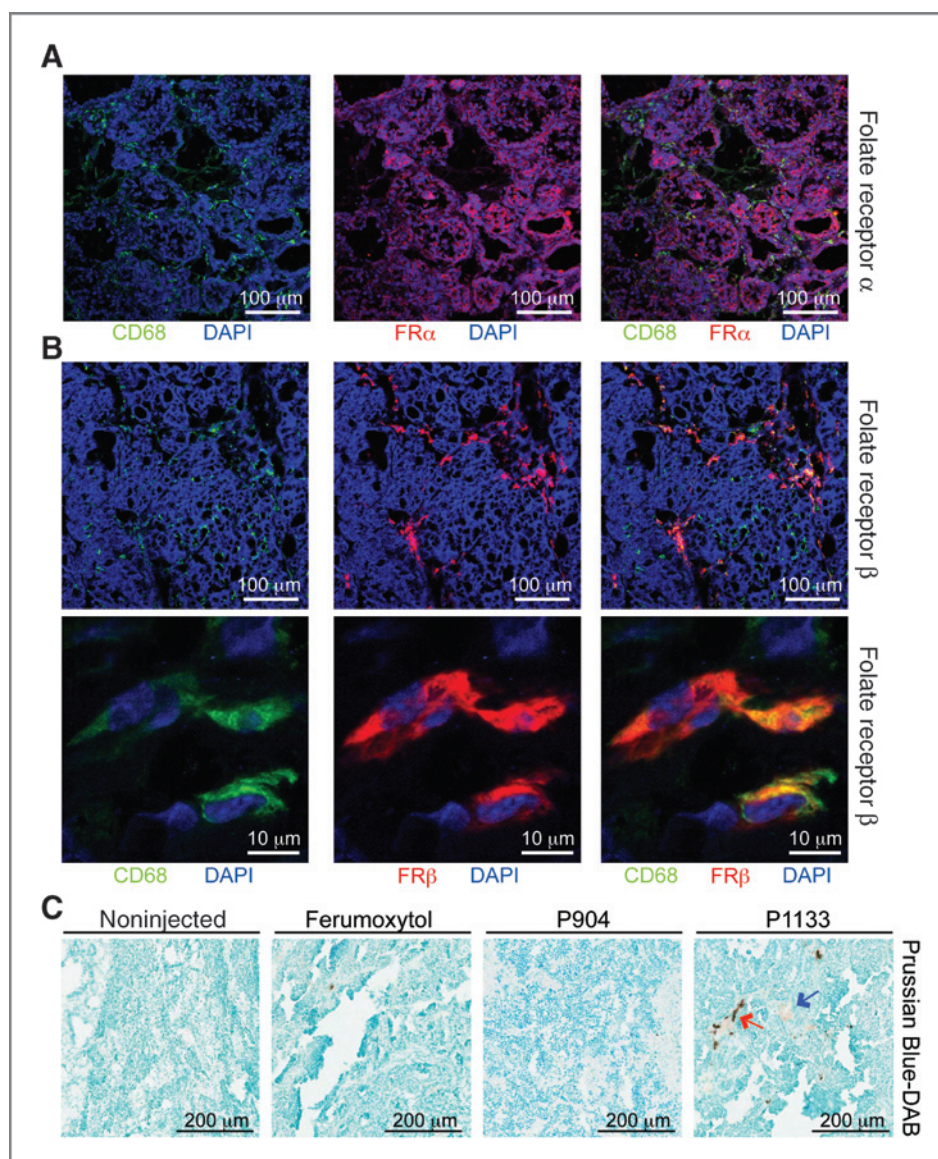 A
100 μm
100 μm
100 μm
Folate receptor α
CD68 DAPI
FRα DAPI
CD68 FRα DAPI
B
100 μm
100 μm
100 μm
Folate receptor β
10 μm
10 μm
10 μm
Folate receptor β
CD68 DAPI
FRβ DAPI
CD68 FRβ DAPI
C
Noninjected
Ferumoxytol
P904
P1133
200 μm
200 μm
200 μm
200 μm
Prussian Blue-DAB